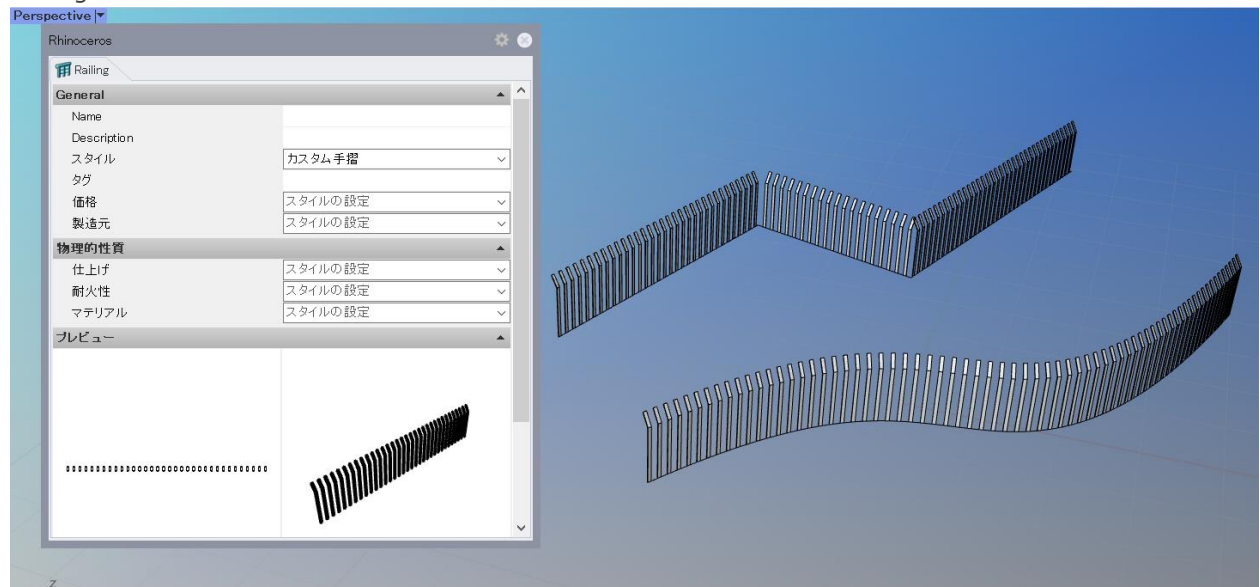 Perspective
Rhinoceros
Railing
General
Name
Description
スタイル カスタム手摺
タグ
価格 スタイルの設定
製造元 スタイルの設定
物理的性質
仕上げ スタイルの設定
耐火性 スタイルの設定
マテリアル スタイルの設定
プレビュー
z